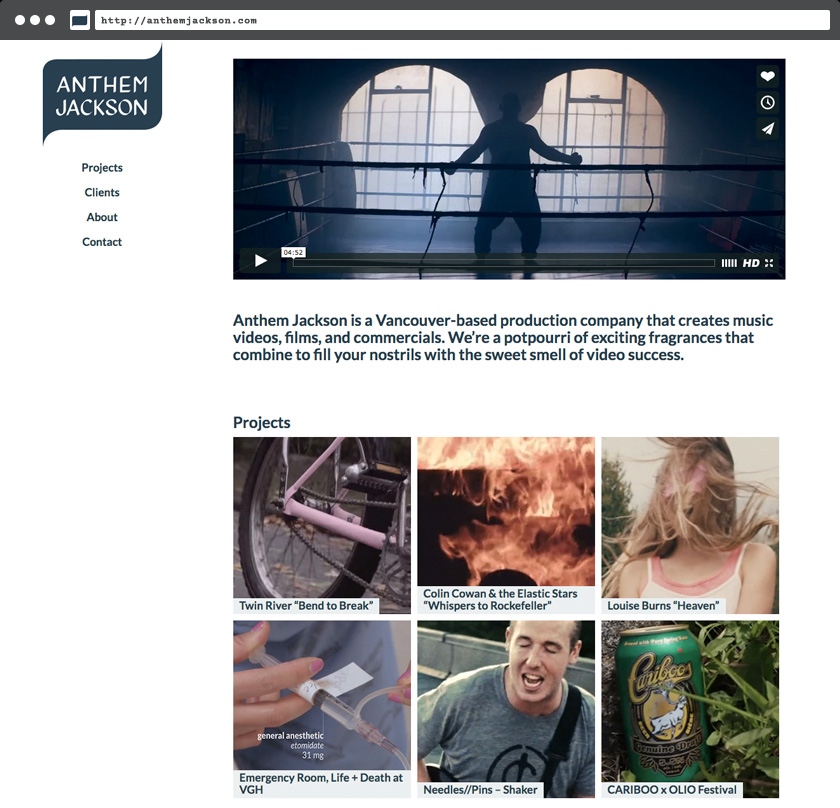 http://anthemjackson.com
ANTHEM
JACKSON
Projects
Clients
About
Contact
04:52
HD
Anthem Jackson is a Vancouver-based production company that creates music
videos, films, and commercials. We’re a potpourri of exciting fragrances that
combine to fill your nostrils with the sweet smell of video success.
Projects
Twin River “Bend to Break”
Colin Cowan & the Elastic Stars
“Whispers to Rockefeller”
Louise Burns “Heaven”
general anesthetic
etomidate
31 mg
Emergency Room, Life + Death at
VGH
Needles//Pins – Shaker
Cariboo
Genuine Draft
CARIBOO x OLIO Festival